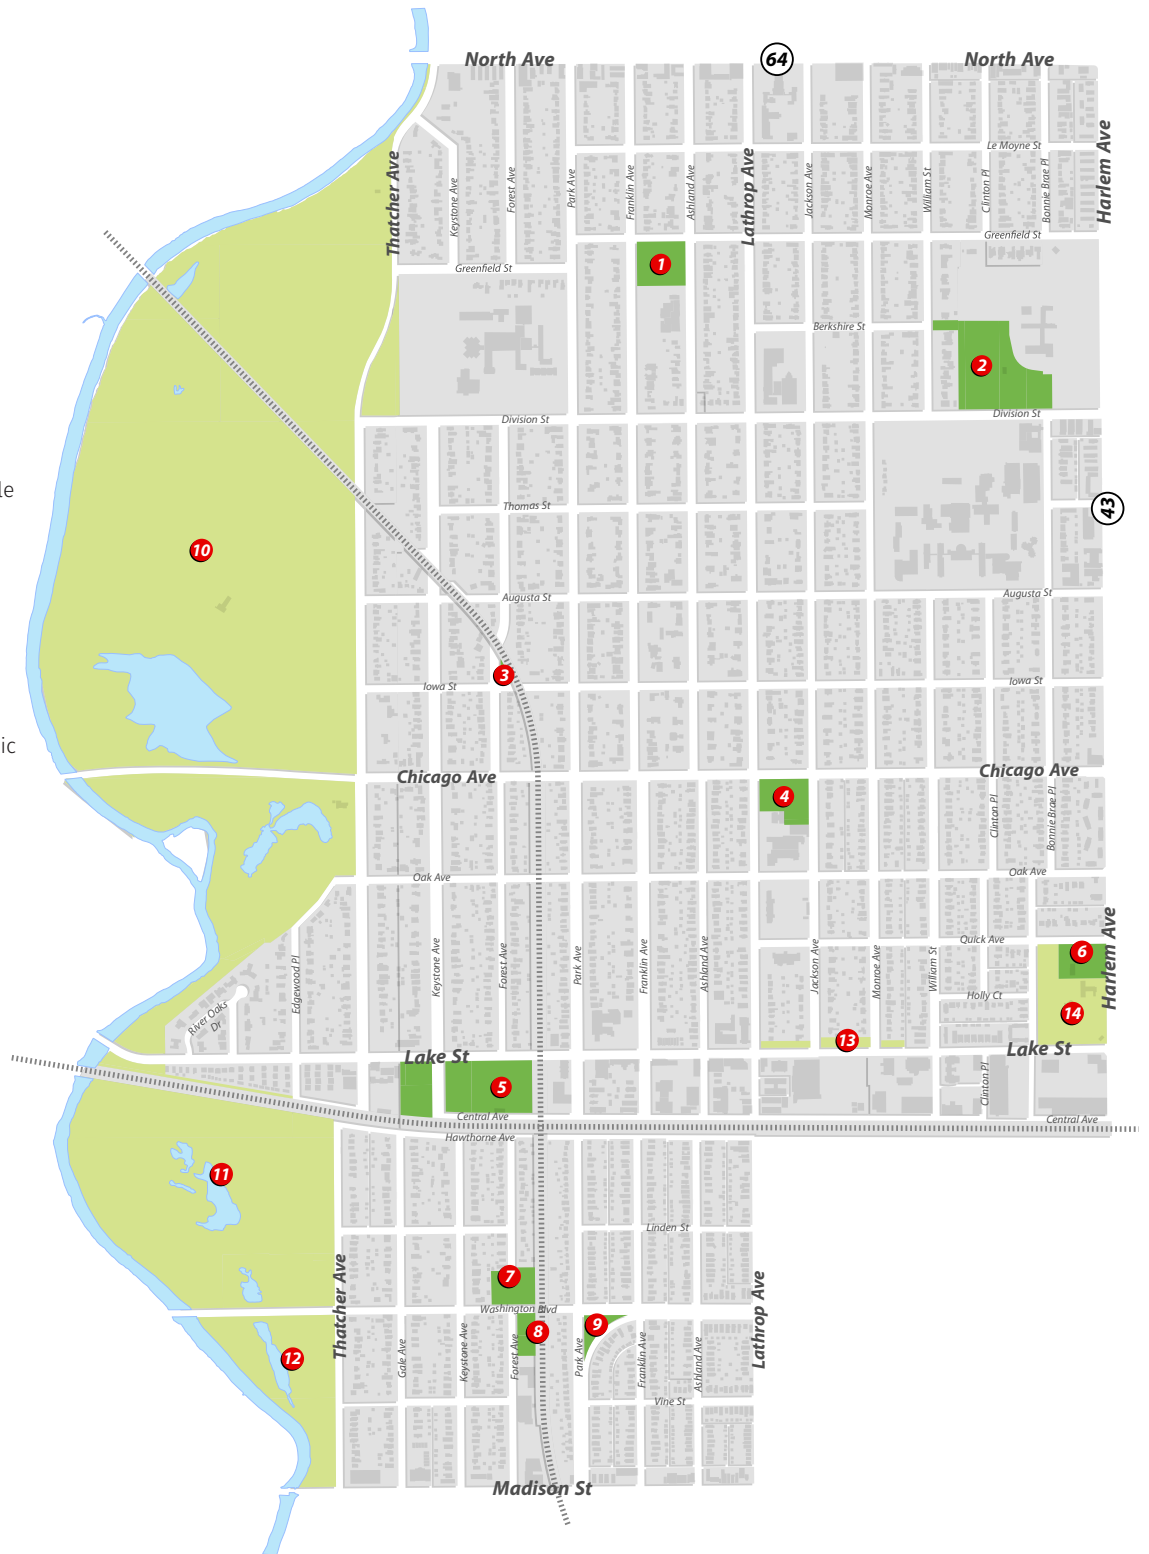 North Ave
64
North Ave
Le Moyne St
Thatcher Ave
Keystone Ave
Forest Ave
Park Ave
Franklin Ave
Ashland Ave
Lathrop Ave
Jackson Ave
Monroe Ave
William St
Clinton Pl
Bonnie Brae Pl
Harlem Ave
Greenfield St
Greenfield St
1
Berkshire St
2
Division St
Division St
le
Thomas St
43
10
Augusta St
Augusta St
3
Iowa St
Iowa St
ic
Chicago Ave
Chicago Ave
4
Clinton Pl
Bonnie Brae Pl
Oak Ave
Oak Ave
Quick Ave
6
Harlem Ave
Edgewood Pl
Keystone Ave
Forest Ave
Park Ave
Franklin Ave
Ashland Ave
Jackson Ave
Monroe Ave
William St
Holly Ct
River Oaks
Dr
14
13
Lake St
Lake St
5
Clinton Pl
Central Ave
Central Ave
Hawthorne Ave
11
Linden St
7
Washington Blvd
Thatcher Ave
8
9
Lathrop Ave
12
Gale Ave
Keystone Ave
Forest Ave
Park Ave
Franklin Ave
Ashland Ave
Vine St
Madison St